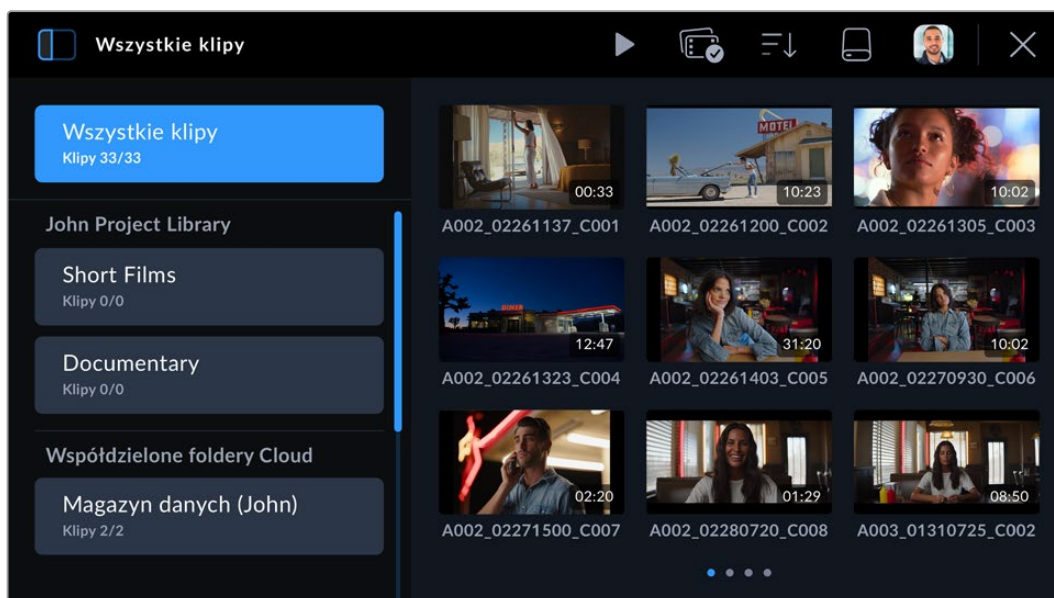 Wszystkie klipy
Wszystkie klipy
Klipy 33/33
John Project Library
Short Films
Klipy 0/0
Documentary
Klipy 0/0
Współdzielone foldery Cloud
Magazyn danych (John)
Klipy 2/2
00:33
MOTEL
10:23
10:02
A002_02261137_C001
A002_02261200_C002
A002_02261305_C003
DINER
12:47
31:20
10:02
A002_02261323_C004
A002_02261403_C005
A002_02270930_C006
02:20
01:29
08:50
A002_02271500_C007
A002_02280720_C008
A003_01310725_C002